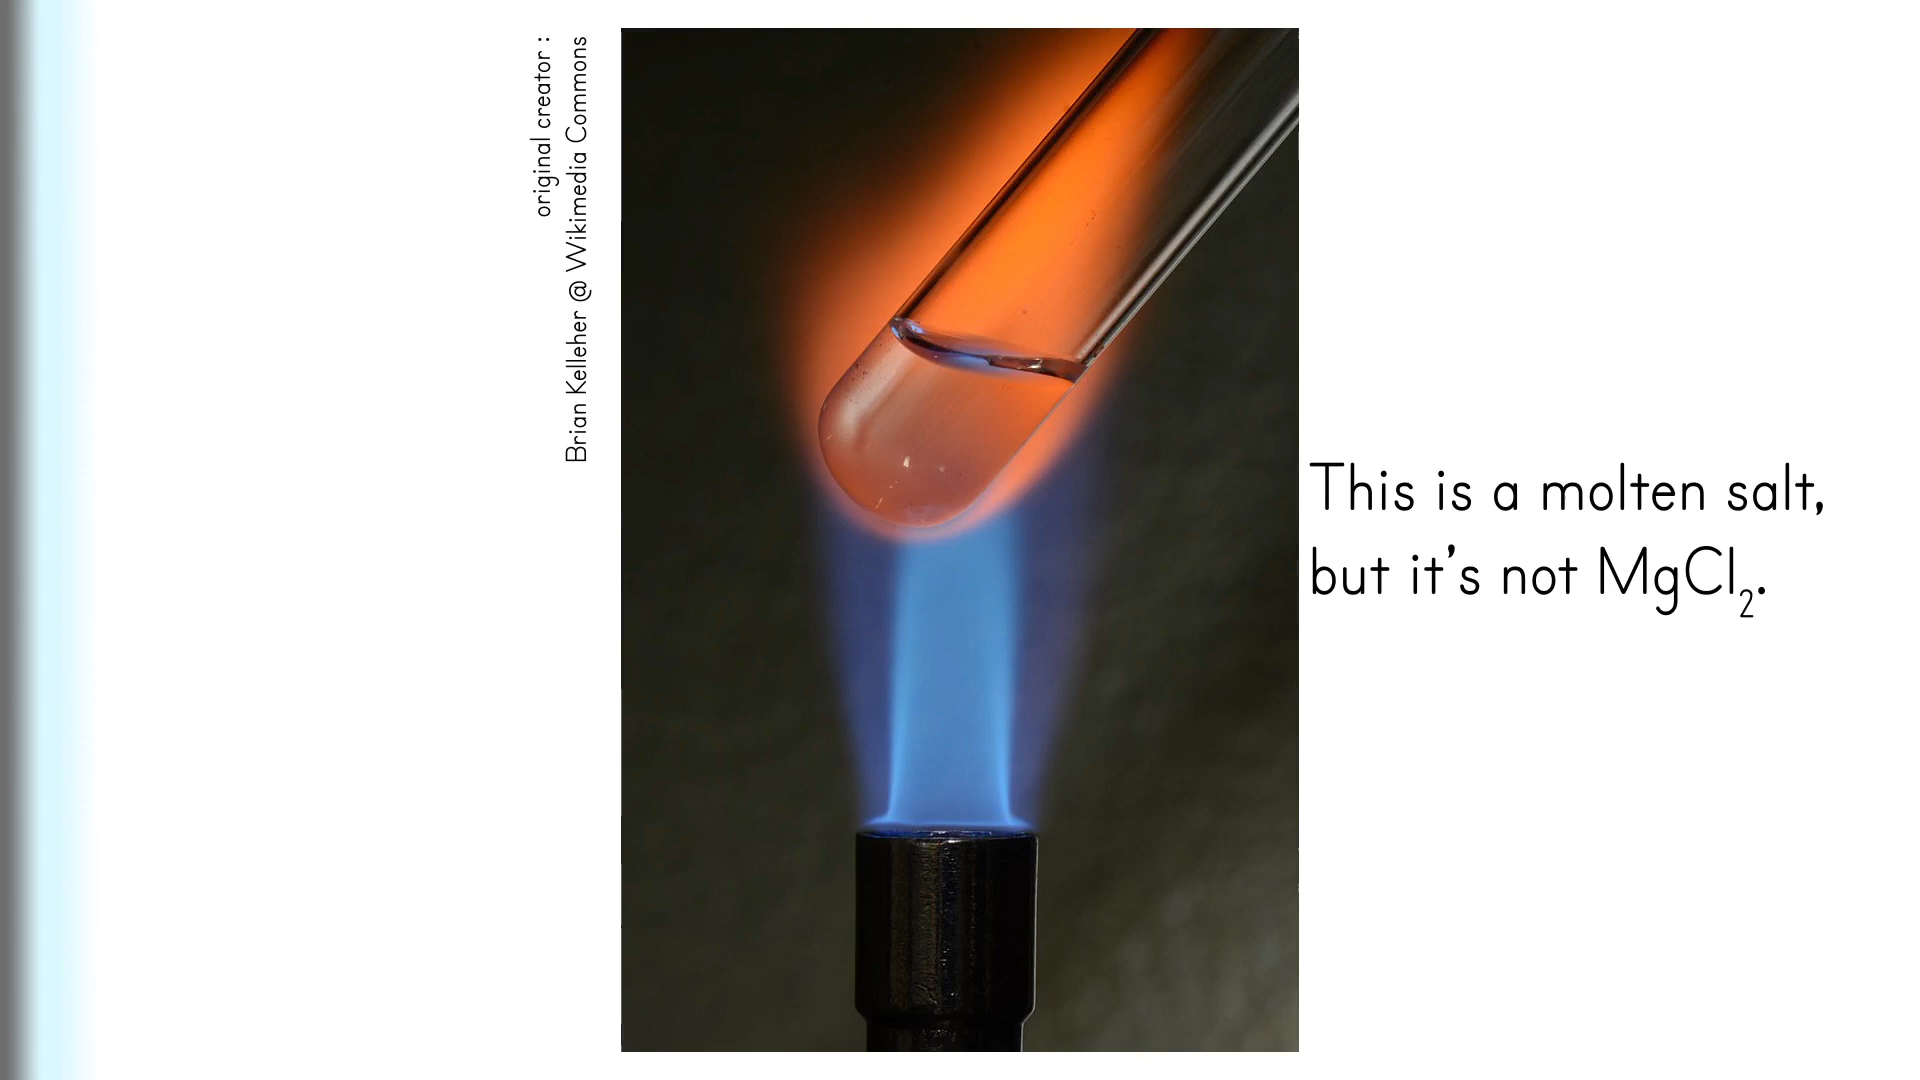 original creator :
Brian Kelleher @ Wikimedia Commons
This is a molten salt,
but it's not MgCl₂.